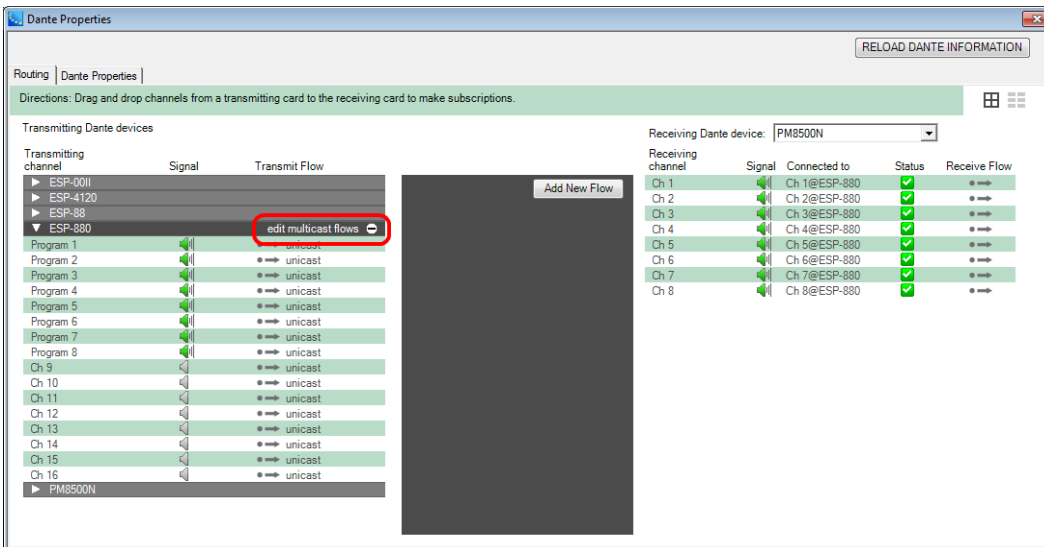 Dante Properties
RELOAD DANTE INFORMATION
Routing Dante Properties
Directions: Drag and drop channels from a transmitting card to the receiving card to make subscriptions.
Transmitting Dante devices
Transmitting channel Signal Transmit Flow
ESP-00II
ESP-4120
ESP-88
ESP-880 edit multicast flows
Program 1 unicast
Program 2 unicast
Program 3 unicast
Program 4 unicast
Program 5 unicast
Program 6 unicast
Program 7 unicast
Program 8 unicast
Ch 9 unicast
Ch 10 unicast
Ch 11 unicast
Ch 12 unicast
Ch 13 unicast
Ch 14 unicast
Ch 15 unicast
Ch 16 unicast
PM8500N
Add New Flow
Receiving Dante device: PM8500N
Receiving channel Signal Connected to Status Receive Flow
Ch 1 Ch 1@ESP-880
Ch 2 Ch 2@ESP-880
Ch 3 Ch 3@ESP-880
Ch 4 Ch 4@ESP-880
Ch 5 Ch 5@ESP-880
Ch 6 Ch 6@ESP-880
Ch 7 Ch 7@ESP-880
Ch 8 Ch 8@ESP-880